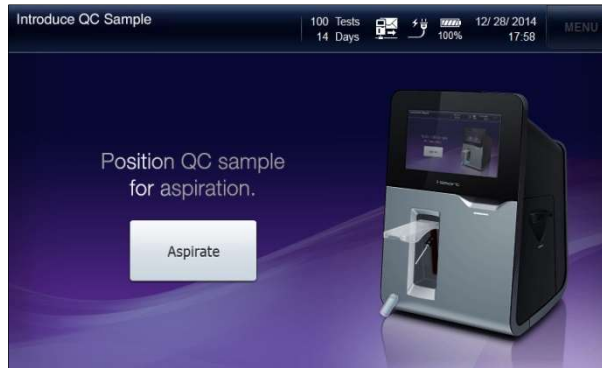 Introduce QC Sample
100 Tests
14 Days
100%
12/ 28/ 2014
17:58
MENU
Position QC sample
for aspiration.
Aspirate